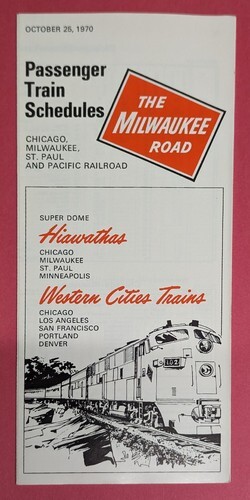 OCTOBER 25, 1970
Passenger
Train
Schedules
THE
MILWAUKEE
ROAD
CHICAGO,
MILWAUKEE,
ST. PAUL
AND PACIFIC RAILROAD
SUPER DOME
Hiawathas
CHICAGO
MILWAUKEE
ST. PAUL
MINNEAPOLIS
Western Cities Trains
CHICAGO
LOS ANGELES
SAN FRANCISCO
PORTLAND
DENVER